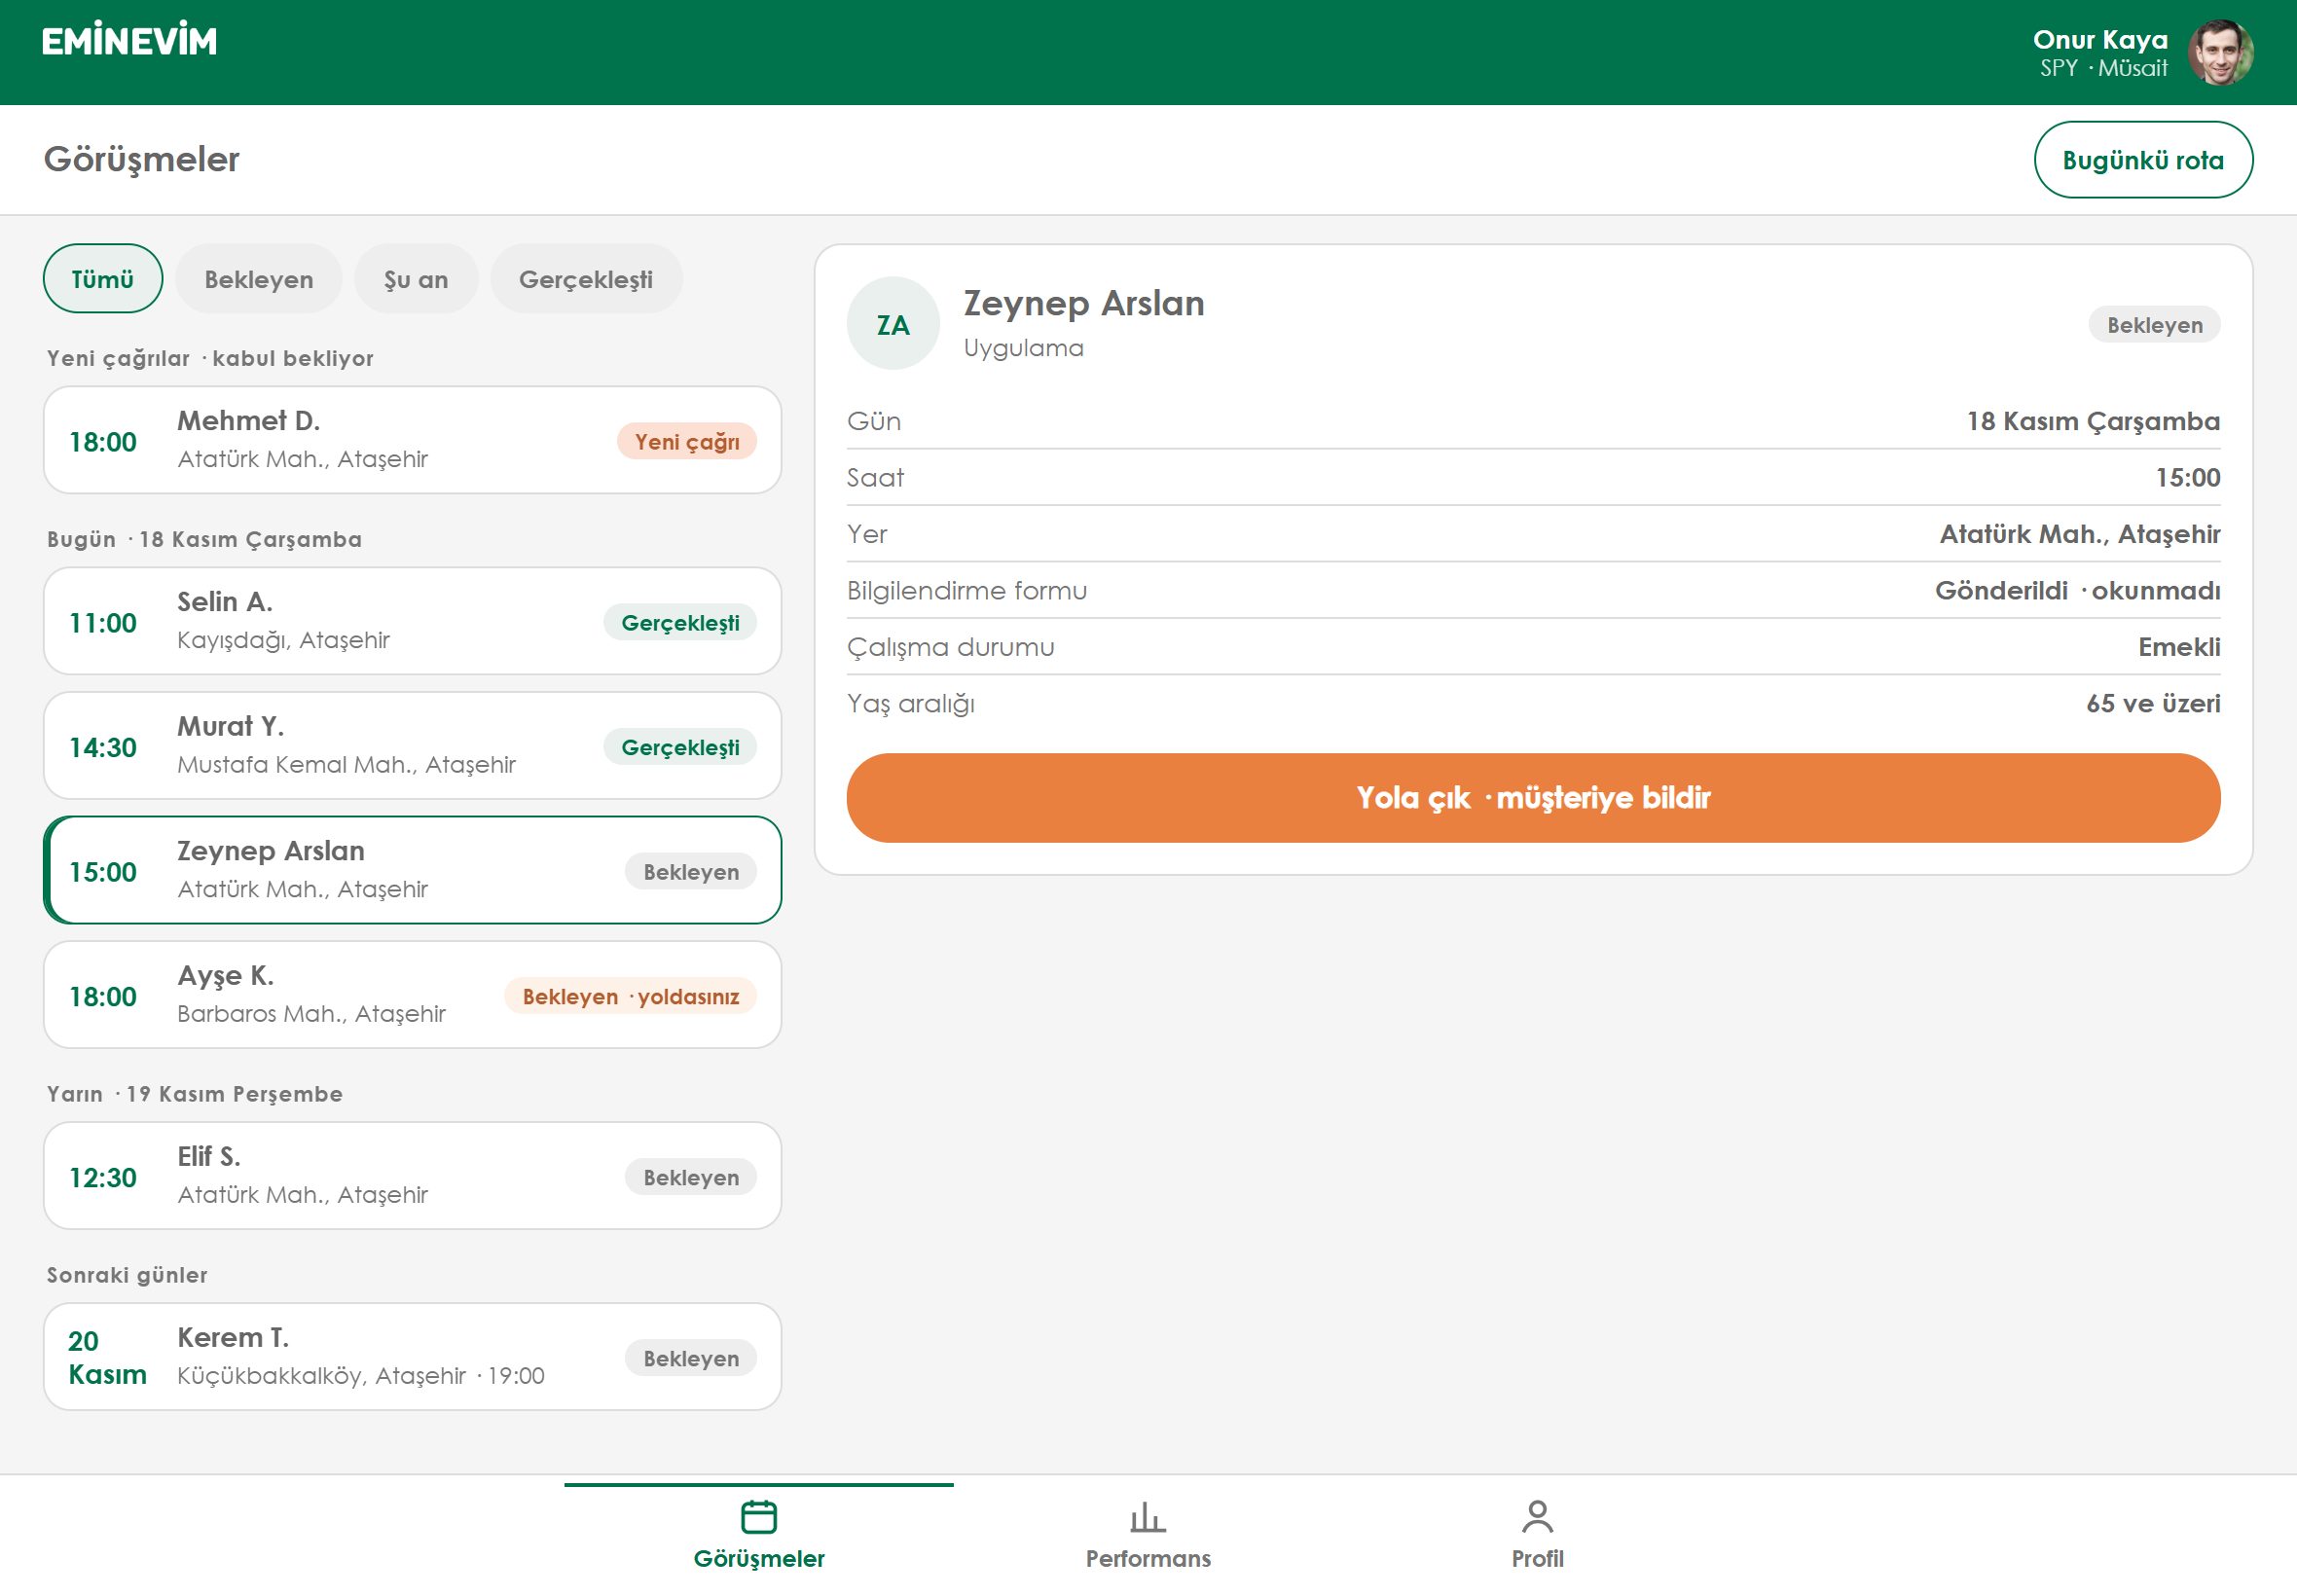 EMİNEVİM
Onur Kaya
SPY · Müsait
Görüşmeler
Bugünkü rota
Tümü
Bekleyen
Şu an
Gerçekleşti
Yeni çağrılar · kabul bekliyor
18:00
Mehmet D.
Atatürk Mah., Ataşehir
Yeni çağrı
Bugün · 18 Kasım Çarşamba
11:00
Selin A.
Kayışdağı, Ataşehir
Gerçekleşti
14:30
Murat Y.
Mustafa Kemal Mah., Ataşehir
Gerçekleşti
15:00
Zeynep Arslan
Atatürk Mah., Ataşehir
Bekleyen
18:00
Ayşe K.
Barbaros Mah., Ataşehir
Bekleyen · yoldasınız
Yarın · 19 Kasım Perşembe
12:30
Elif S.
Atatürk Mah., Ataşehir
Bekleyen
Sonraki günler
20
Kasım
Kerem T.
Küçükbakkalköy, Ataşehir · 19:00
Bekleyen
ZA
Zeynep Arslan
Uygulama
Bekleyen
Gün
18 Kasım Çarşamba
Saat
15:00
Yer
Atatürk Mah., Ataşehir
Bilgilendirme formu
Gönderildi · okunmadı
Çalışma durumu
Emekli
Yaş aralığı
65 ve üzeri
Yola çık · müşteriye bildir
Görüşmeler
Performans
Profil